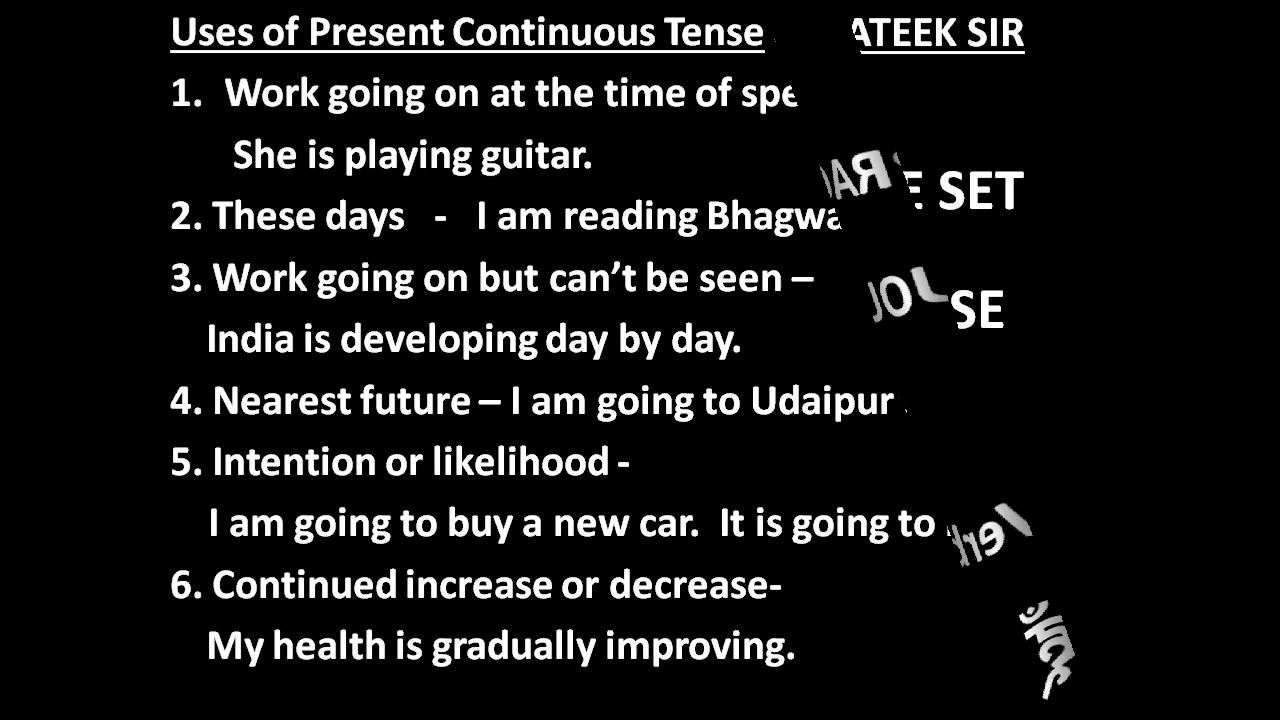 Uses of Present Continuous Tense ATEEK SIR
1. Work going on at the time of spe
She is playing guitar.
E SET
2. These days - I am reading Bhagwa
3. Work going on but can't be seen –
SE
India is developing day by day.
4. Nearest future – I am going to Udaipur
5. Intention or likelihood -
I am going to buy a new car. It is going to
6. Continued increase or decrease-
My health is gradually improving.